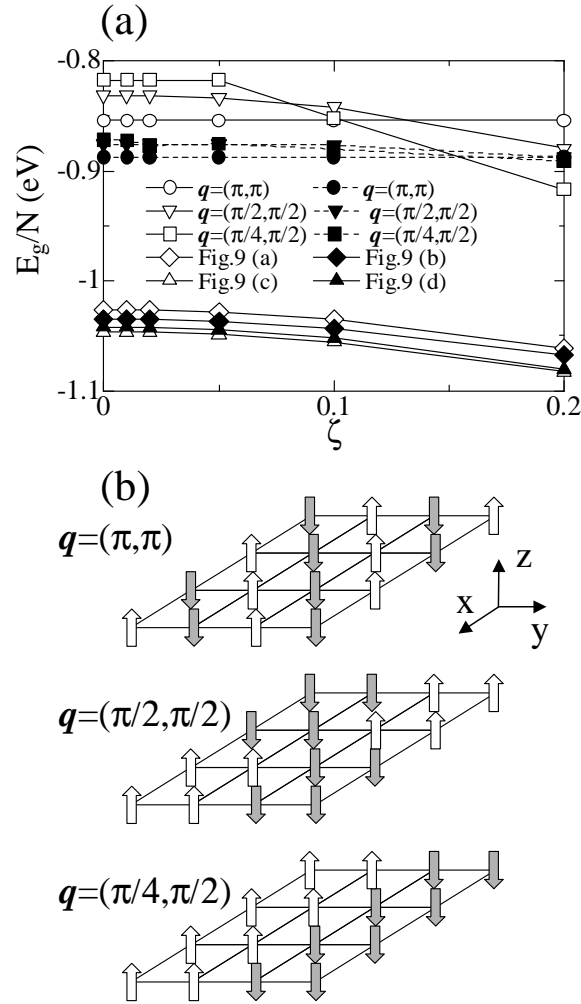 (a)
-0.8
-0.9
-1
-1.1
E_g/N (eV)
q=(π,π) q=(π,π)
q=(π/2,π/2) q=(π/2,π/2)
q=(π/4,π/2) q=(π/4,π/2)
Fig.9 (a) Fig.9 (b)
Fig.9 (c) Fig.9 (d)
0 0.1 0.2
ζ
(b)
q=(π,π)
z
x
y
q=(π/2,π/2)
q=(π/4,π/2)